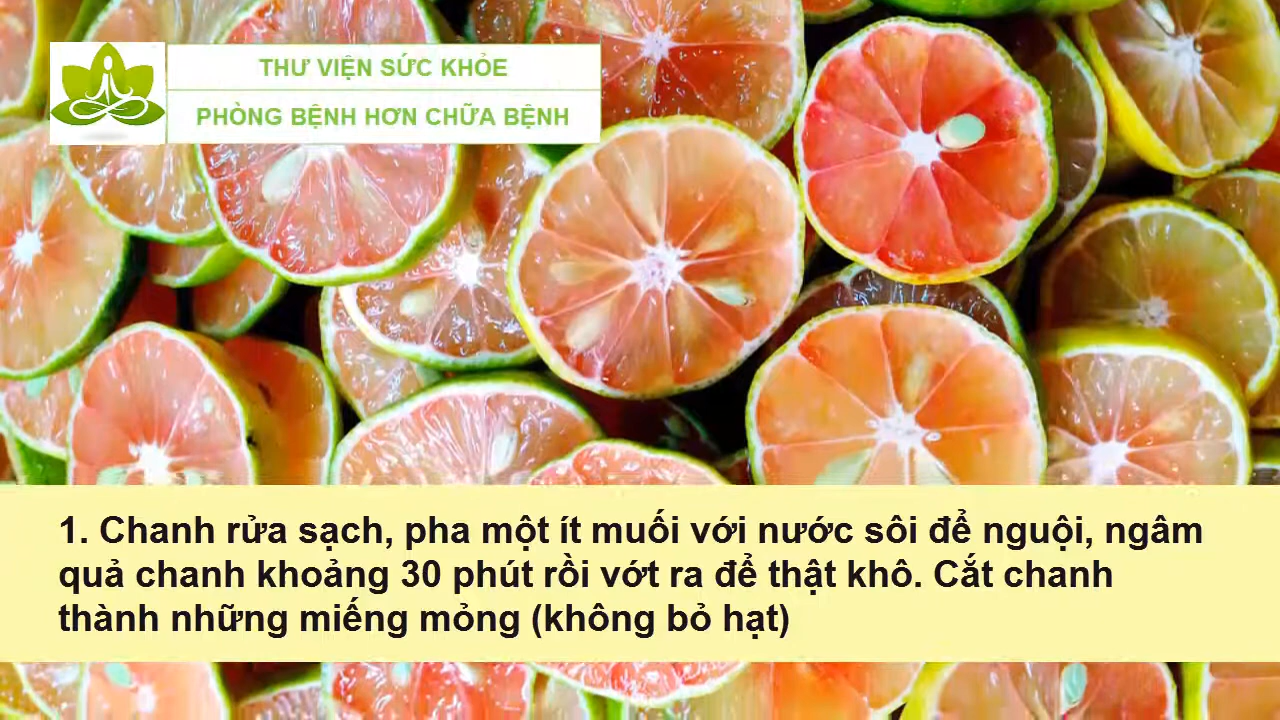 THƯ VIỆN SỨC KHỎE
PHÒNG BỆNH HƠN CHỮA BỆNH
1. Chanh rửa sạch, pha một ít muối với nước sôi để nguội, ngâm
quả chanh khoảng 30 phút rồi vớt ra để thật khô. Cắt chanh
thành những miếng mỏng (không bỏ hạt)